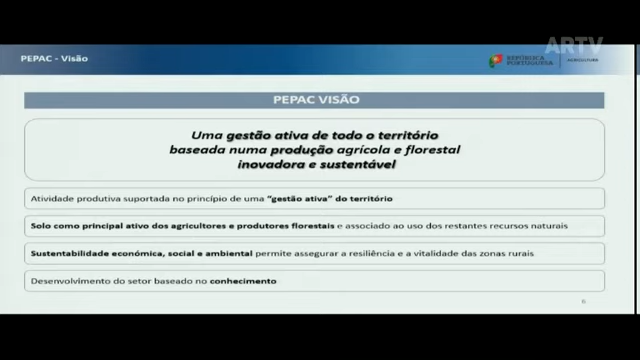 ARTV
PEPAC - Visão
REPÚBLICA
PORTUGUESA
AGRICULTURA
PEPAC VISÃO
Uma gestão ativa de todo o território
baseada numa produção agrícola e florestal
inovadora e sustentável
Atividade produtiva suportada no princípio de uma “gestão ativa” do território
Solo como principal ativo dos agricultores e produtores florestais e associado ao uso dos restantes recursos naturais
Sustentabilidade económica, social e ambiental permite assegurar a resiliência e a vitalidade das zonas rurais
Desenvolvimento do setor baseado no conhecimento
6